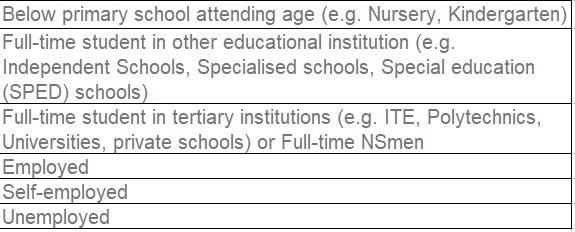 Below primary school attending age (e.g. Nursery, Kindergarten)
Full-time student in other educational institution (e.g.
Independent Schools, Specialised schools, Special education
(SPED) schools)
Full-time student in tertiary institutions (e.g. ITE, Polytechnics,
Universities, private schools) or Full-time NSmen
Employed
Self-employed
Unemployed